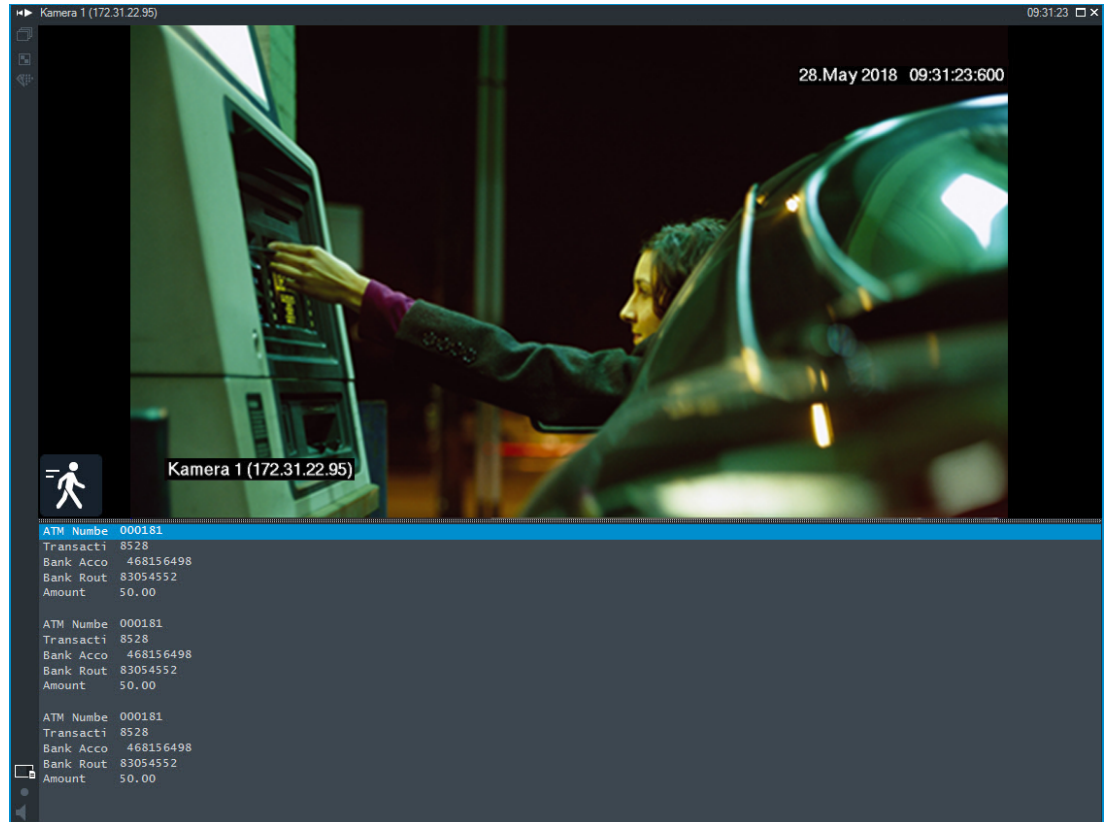 Kamera 1 (172.31.22.95) 09:31:23
28.May 2018 09:31:23:600
Kamera 1 (172.31.22.95)
ATM Numbe 000181
Transacti 8528
Bank Acco 468156498
Bank Rout 83054552
Amount 50.00
ATM Numbe 000181
Transacti 8528
Bank Acco 468156498
Bank Rout 83054552
Amount 50.00
ATM Numbe 000181
Transacti 8528
Bank Acco 468156498
Bank Rout 83054552
Amount 50.00